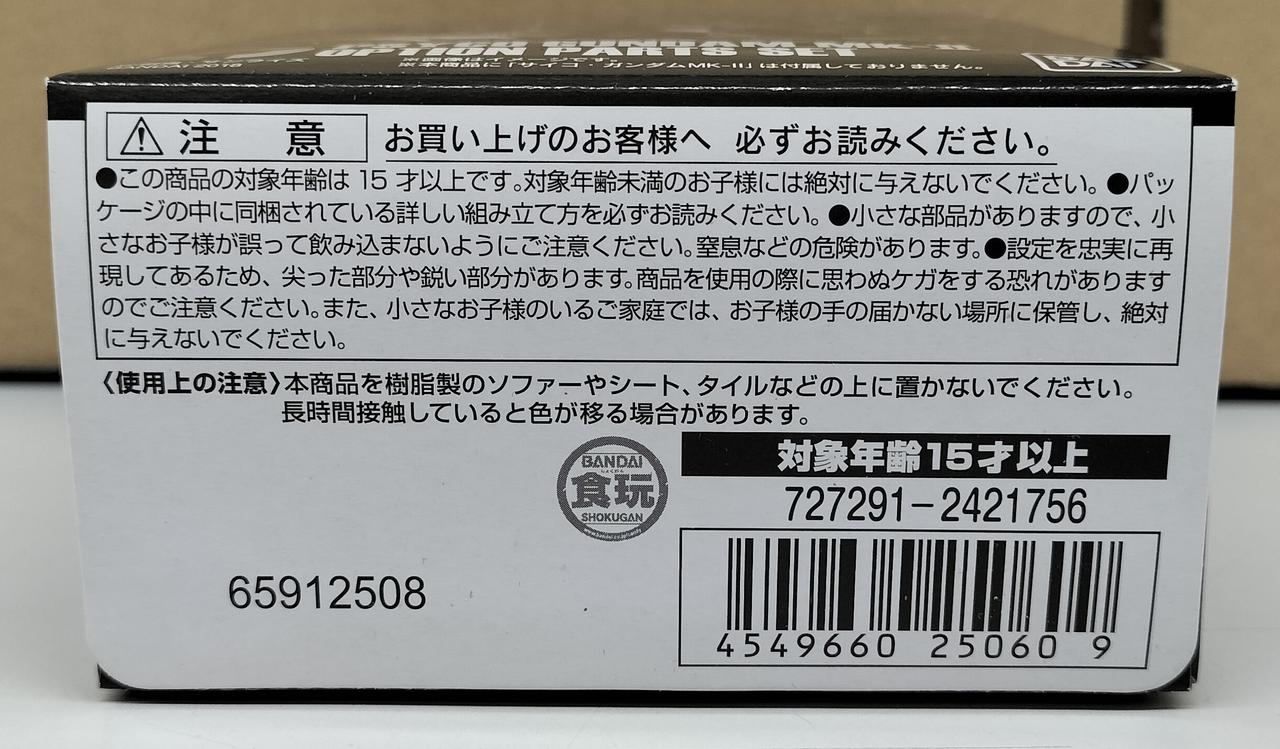 OPTION PARTS SET
※画像はイメージです。
※本商品に「サイコ・ガンダムMK-II」は付属しておりません。
注 意 お買い上げのお客様へ 必ずお読みください。
●この商品の対象年齢は 15 才以上です。対象年齢未満のお子様には絶対に与えないでください。●パッ
ケージの中に同梱されている詳しい組み立て方を必ずお読みください。●小さな部品がありますので、小
さなお子様が誤って飲み込まないようにご注意ください。窒息などの危険があります。●設定を忠実に再
現してあるため、尖った部分や鋭い部分があります。商品を使用の際に思わぬケガをする恐れがあります
のでご注意ください。また、小さなお子様のいるご家庭では、お子様の手の届かない場所に保管し、絶対
に与えないでください。
〈使用上の注意〉本商品を樹脂製のソファーやシート、タイルなどの上に置かないでください。
長時間接触していると色が移る場合があります。
BANDAI
しょくがん
食玩
SHOKUGAN
対象年齢15才以上
727291-2421756
65912508
4549660 25060 9